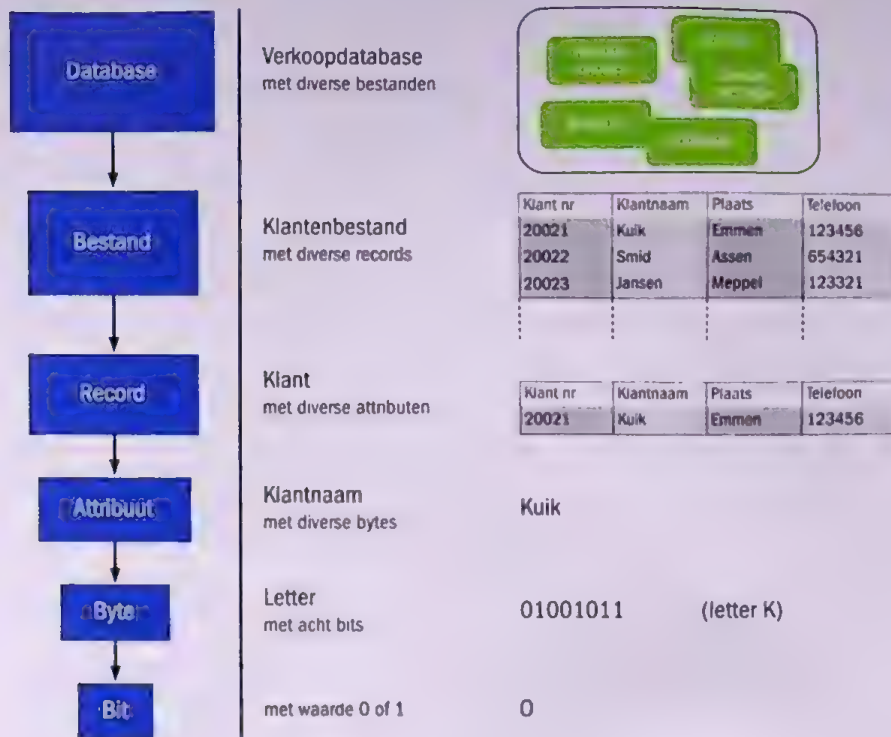 Database
Verkoopdatabase
met diverse bestanden
Bestand
Klantenbestand
met diverse records
Klant nr Klantnaam Plaats Telefoon
20021 Kuik Emmen 123456
20022 Smid Assen 654321
20023 Jansen Meppel 123321
Record
Klant
met diverse attributen
Klant nr Klantnaam Plaats Telefoon
20021 Kuik Emmen 123456
Attribuut
Klantnaam
met diverse bytes
Kuik
Byte
Letter
met acht bits
01001011 (letter K)
Bit
met waarde 0 of 1
0